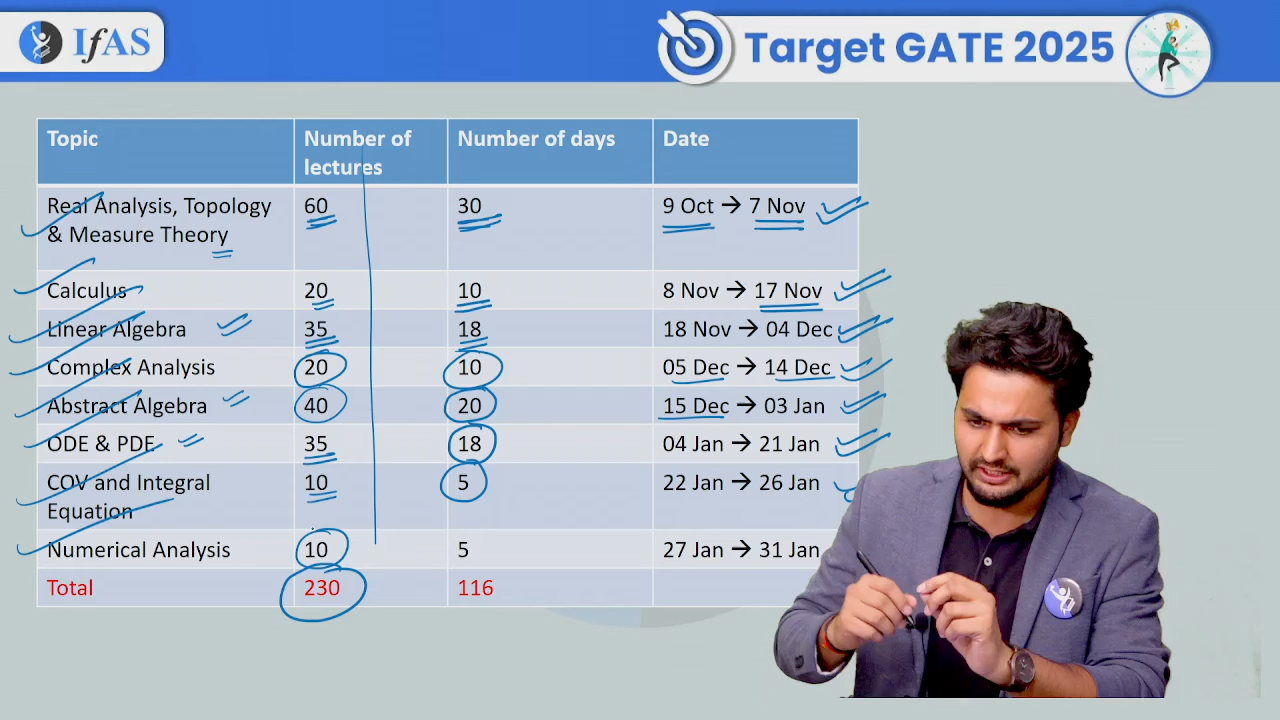 IfAS
Target GATE 2025
Topic
Number of lectures
Number of days
Date
Real Analysis, Topology & Measure Theory
60
30
9 Oct → 7 Nov
Calculus
20
10
8 Nov → 17 Nov
Linear Algebra
35
18
18 Nov → 04 Dec
Complex Analysis
20
10
05 Dec → 14 Dec
Abstract Algebra
40
20
15 Dec → 03 Jan
ODE & PDE
35
18
04 Jan → 21 Jan
COV and Integral Equation
10
5
22 Jan → 26 Jan
Numerical Analysis
10
5
27 Jan → 31 Jan
Total
230
116